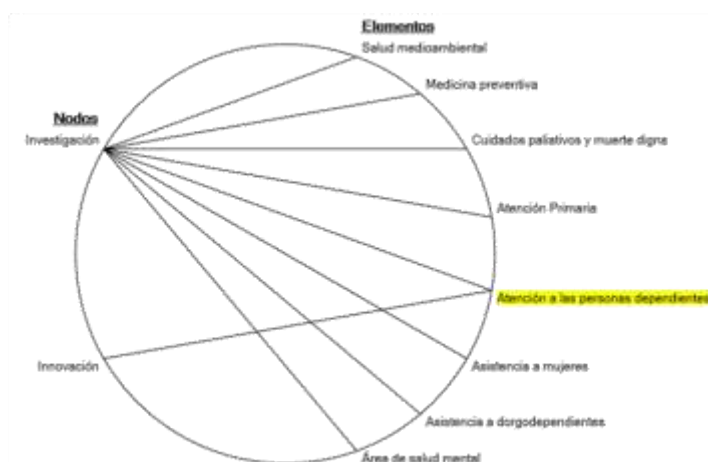 Elementos
Salud medioambiental
Medicina preventiva
Nodos
Investigación
Cuidados paliativos y muerte digna
Atención Primaria
Atención a las personas dependientes
Innovación
Asistencia a mujeres
Asistencia a dorgodependientes
Área de salud mental